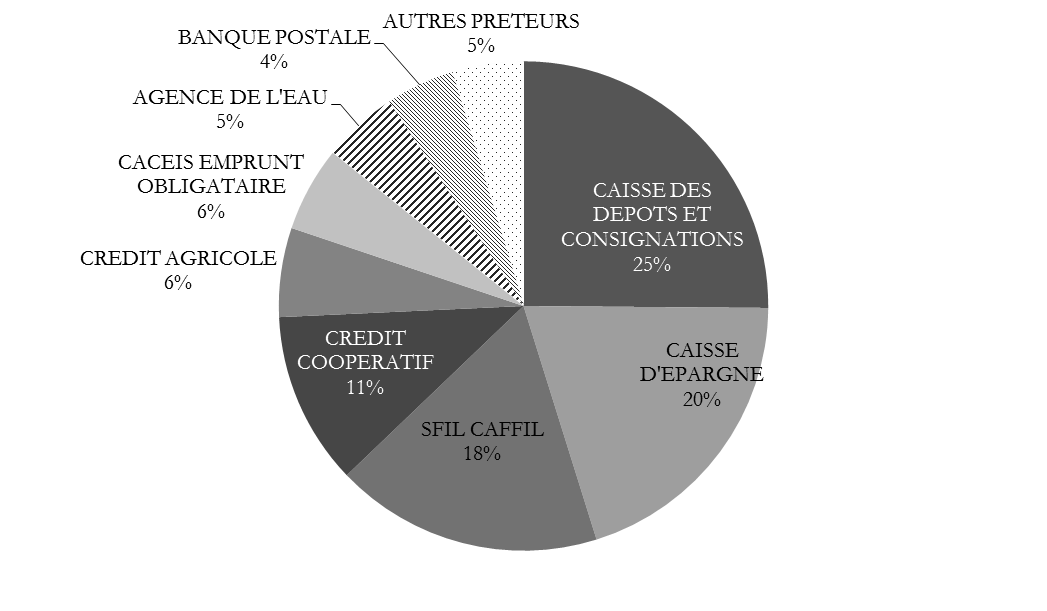 AUTRES PRETEURS
5%
BANQUE POSTALE
4%
AGENCE DE L'EAU
5%
CACEIS EMPRUNT
OBLIGATAIRE
6%
CREDIT AGRICOLE
6%
CREDIT
COOPERATIF
11%
SFIL CAFFIL
18%
CAISSE
D'EPARGNE
20%
CAISSE DES
DEPOTS ET
CONSIGNATIONS
25%